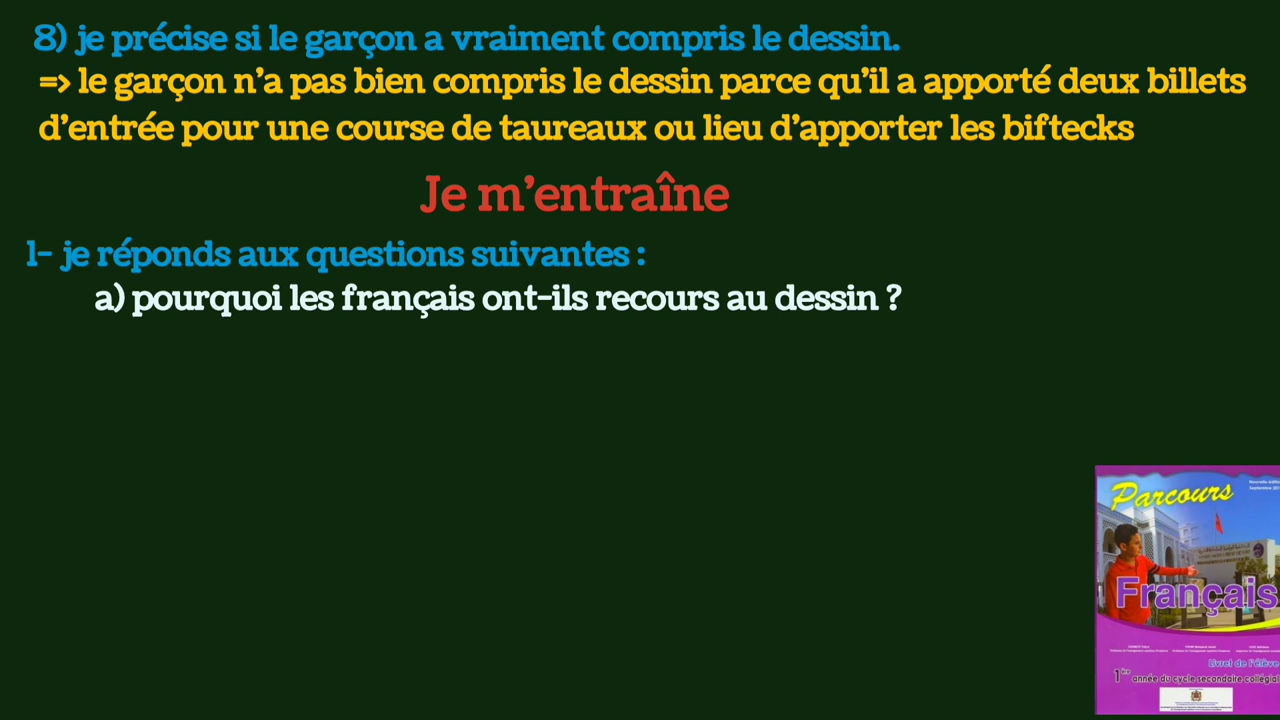 8) je précise si le garçon a vraiment compris le dessin.
=> le garçon n'a pas bien compris le dessin parce qu'il a apporté deux billets
d'entrée pour une course de taureaux ou lieu d'apporter les biftecks
Je m'entraîne
1- je réponds aux questions suivantes :
a) pourquoi les français ont-ils recours au dessin ?
Parcours
Français
Livret de l'élève
1ère année du cycle secondaire collégial